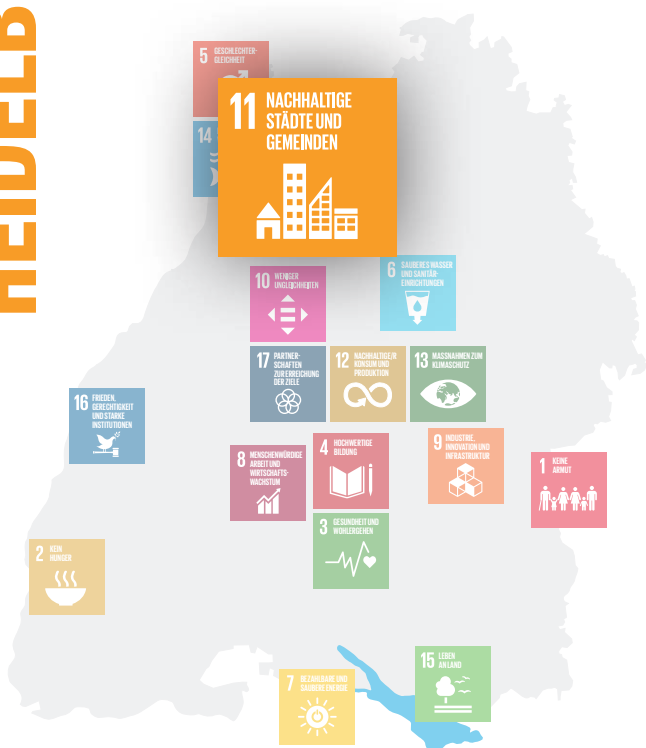 HEIDELB
5 GESCHLECHTER-
GLEICHHEIT
11 NACHHALTIGE
STÄDTE UND
GEMEINDEN
14
10 WENIGER
UNGLEICHHEITEN
6 SAUBERES WASSER
UND SANITÄR-
EINRICHTUNGEN
17 PARTNER-
SCHAFTEN
ZUR ERREICHUNG
DER ZIELE
12 NACHHALTIGE/R
KONSUM UND
PRODUKTION
13 MASSNAHMEN ZUM
KLIMASCHUTZ
16 FRIEDEN,
GERECHTIGKEIT
UND STARKE
INSTITUTIONEN
8 MENSCHENWÜRDIGE
ARBEIT UND
WIRTSCHAFTS-
WACHSTUM
4 HOCHWERTIGE
BILDUNG
9 INDUSTRIE,
INNOVATION UND
INFRASTRUKTUR
1 KEINE
ARMUT
3 GESUNDHEIT UND
WOHLERGEHEN
2 KEIN
HUNGER
15 LEBEN
AN LAND
7 BEZAHLBARE UND
SAUBERE ENERGIE